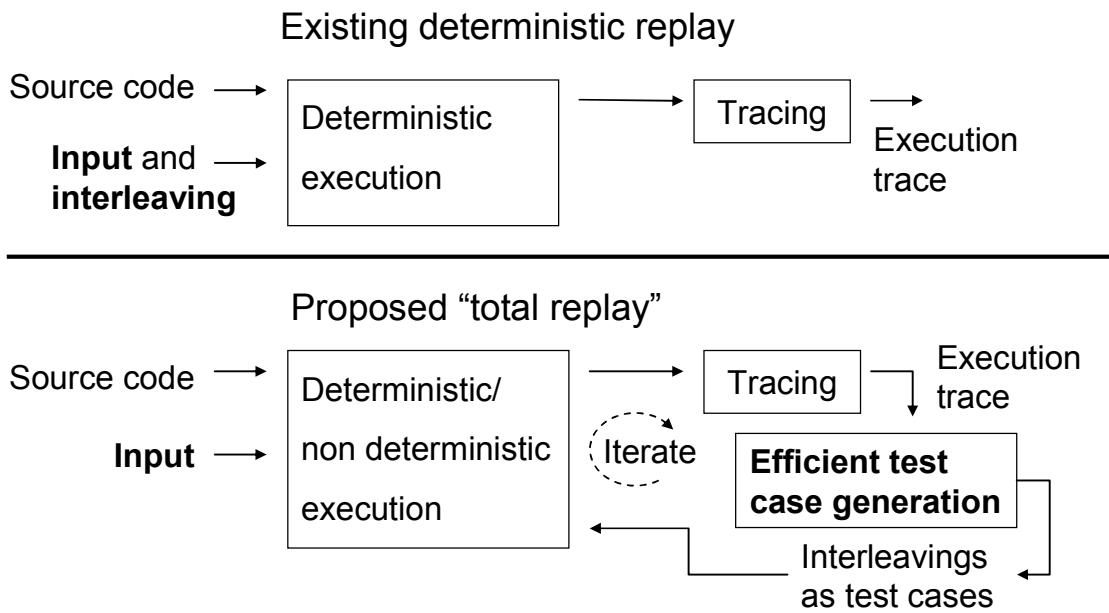 Existing deterministic replay
Source code
Input and
interleaving
Deterministic
execution
Tracing
Execution
trace
Proposed “total replay”
Source code
Input
Deterministic/
non deterministic
execution
Iterate
Tracing
Execution
trace
Efficient test
case generation
Interleavings
as test cases